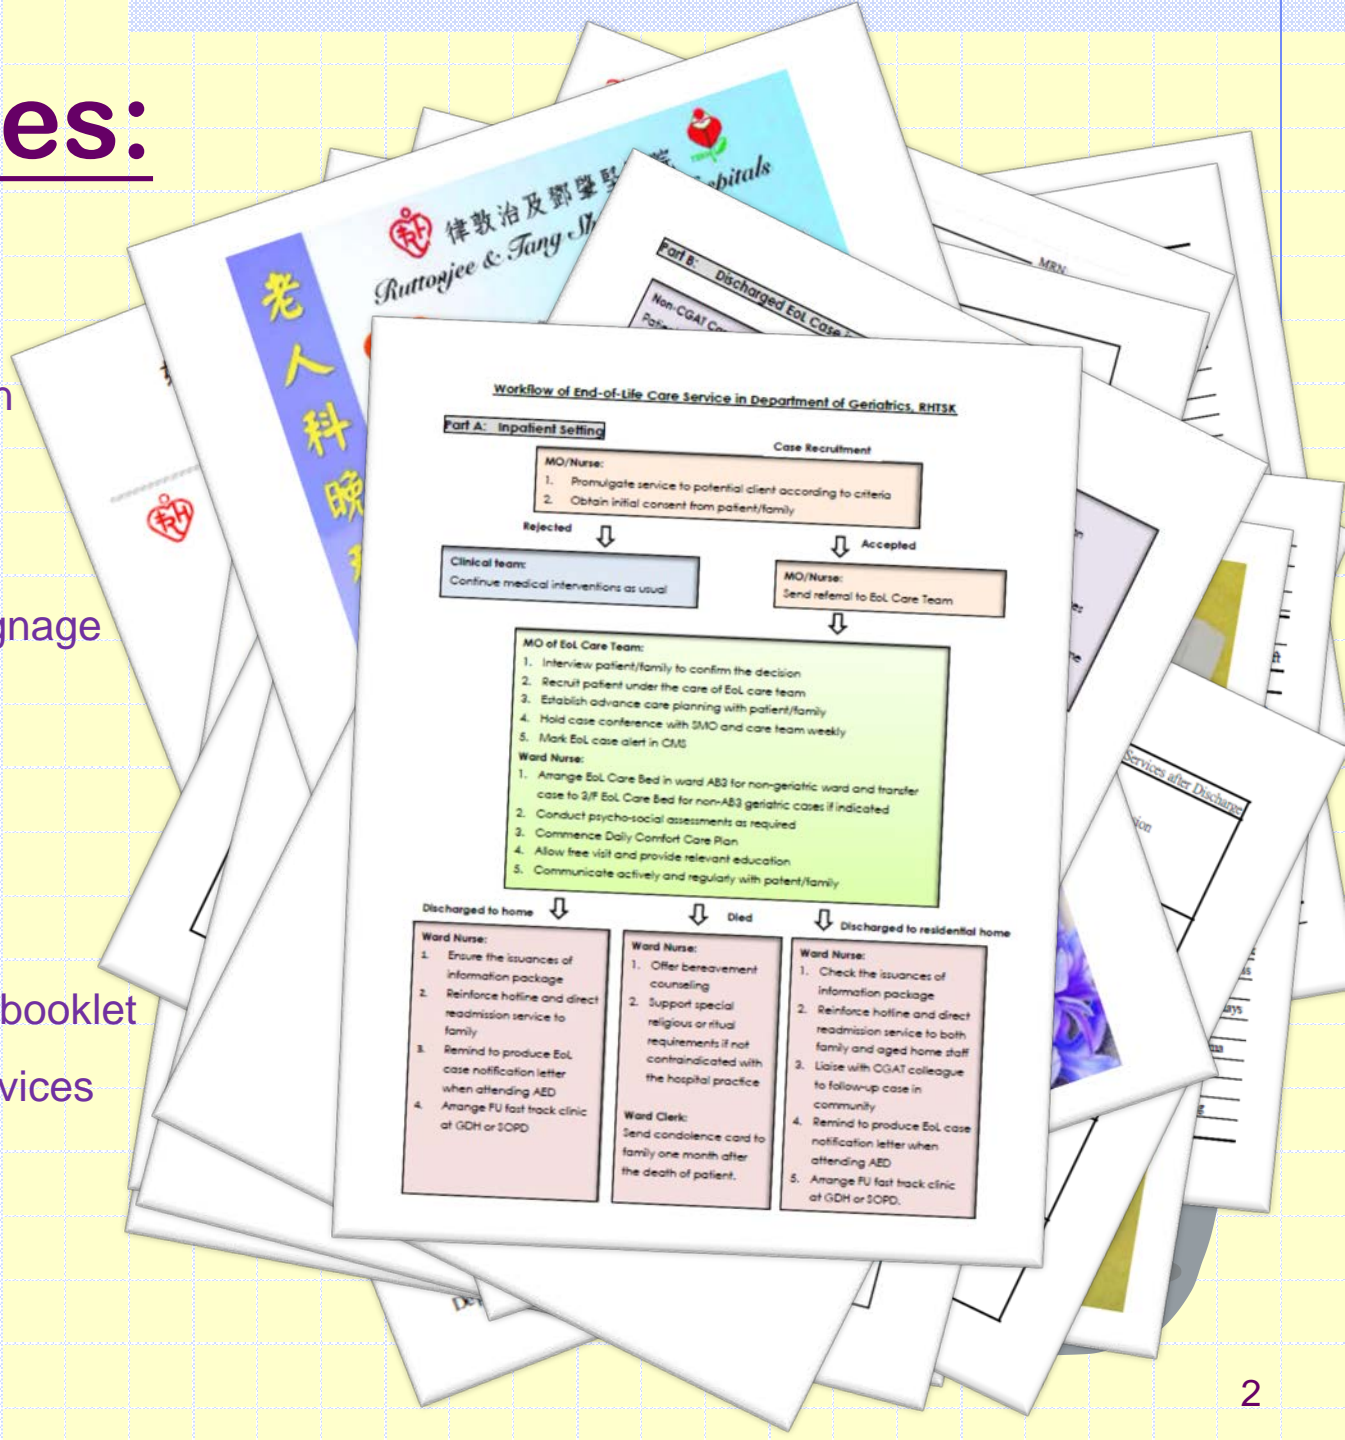 es:
gnage
booklet
vices
律敦治及鄧肇堅
Ruttonjee & Tang Sh
spitals
老人科晚
MRN:
Part B: Discharged EoL Case i
Non-CGAT Ca
Workflow of End-of-Life Care Service in Department of Geriatrics, RHTSK
Part A: Inpatient Setting
Case Recruitment
MO/Nurse:
1. Promulgate service to potential client according to criteria
2. Obtain initial consent from patient/family
Rejected
Accepted
Clinical team:
Continue medical interventions as usual
MO/Nurse:
Send referral to EoL Care Team
MO of EoL Care Team:
1. Interview patient/family to confirm the decision
2. Recruit patient under the care of EoL care team
3. Establish advance care planning with patient/family
4. Hold case conference with SMO and care team weekly
5. Mark EoL case alert in CMS
Ward Nurse:
1. Arrange EoL Care Bed in ward AB3 for non-geriatric ward and transfer
case to 3/F EoL Care Bed for non-AB3 geriatric cases if indicated
2. Conduct psycho-social assessments as required
3. Commence Daily Comfort Care Plan
4. Allow free visit and provide relevant education
5. Communicate actively and regularly with patent/family
Discharged to home
Died
Discharged to residential home
Ward Nurse:
1. Ensure the issuances of
information package
2. Reinforce hotline and direct
readmission service to
family
3. Remind to produce EoL
case notification letter
when attending AED
4. Arrange FU fast track clinic
at GDH or SOPD
Ward Nurse:
1. Offer bereavement
counseling
2. Support special
religious or ritual
requirements if not
contraindicated with
the hospital practice
Ward Clerk:
Send condolence card to
family one month after
the death of patient.
Ward Nurse:
1. Check the issuances of
information package
2. Reinforce hotline and direct
readmission service to both
family and aged home staff
3. Liaise with CGAT colleague
to follow-up case in
community
4. Remind to produce EoL case
notification letter when
attending AED
5. Arrange FU fast track clinic
at GDH or SOPD.
Services after Discharge
sion
2